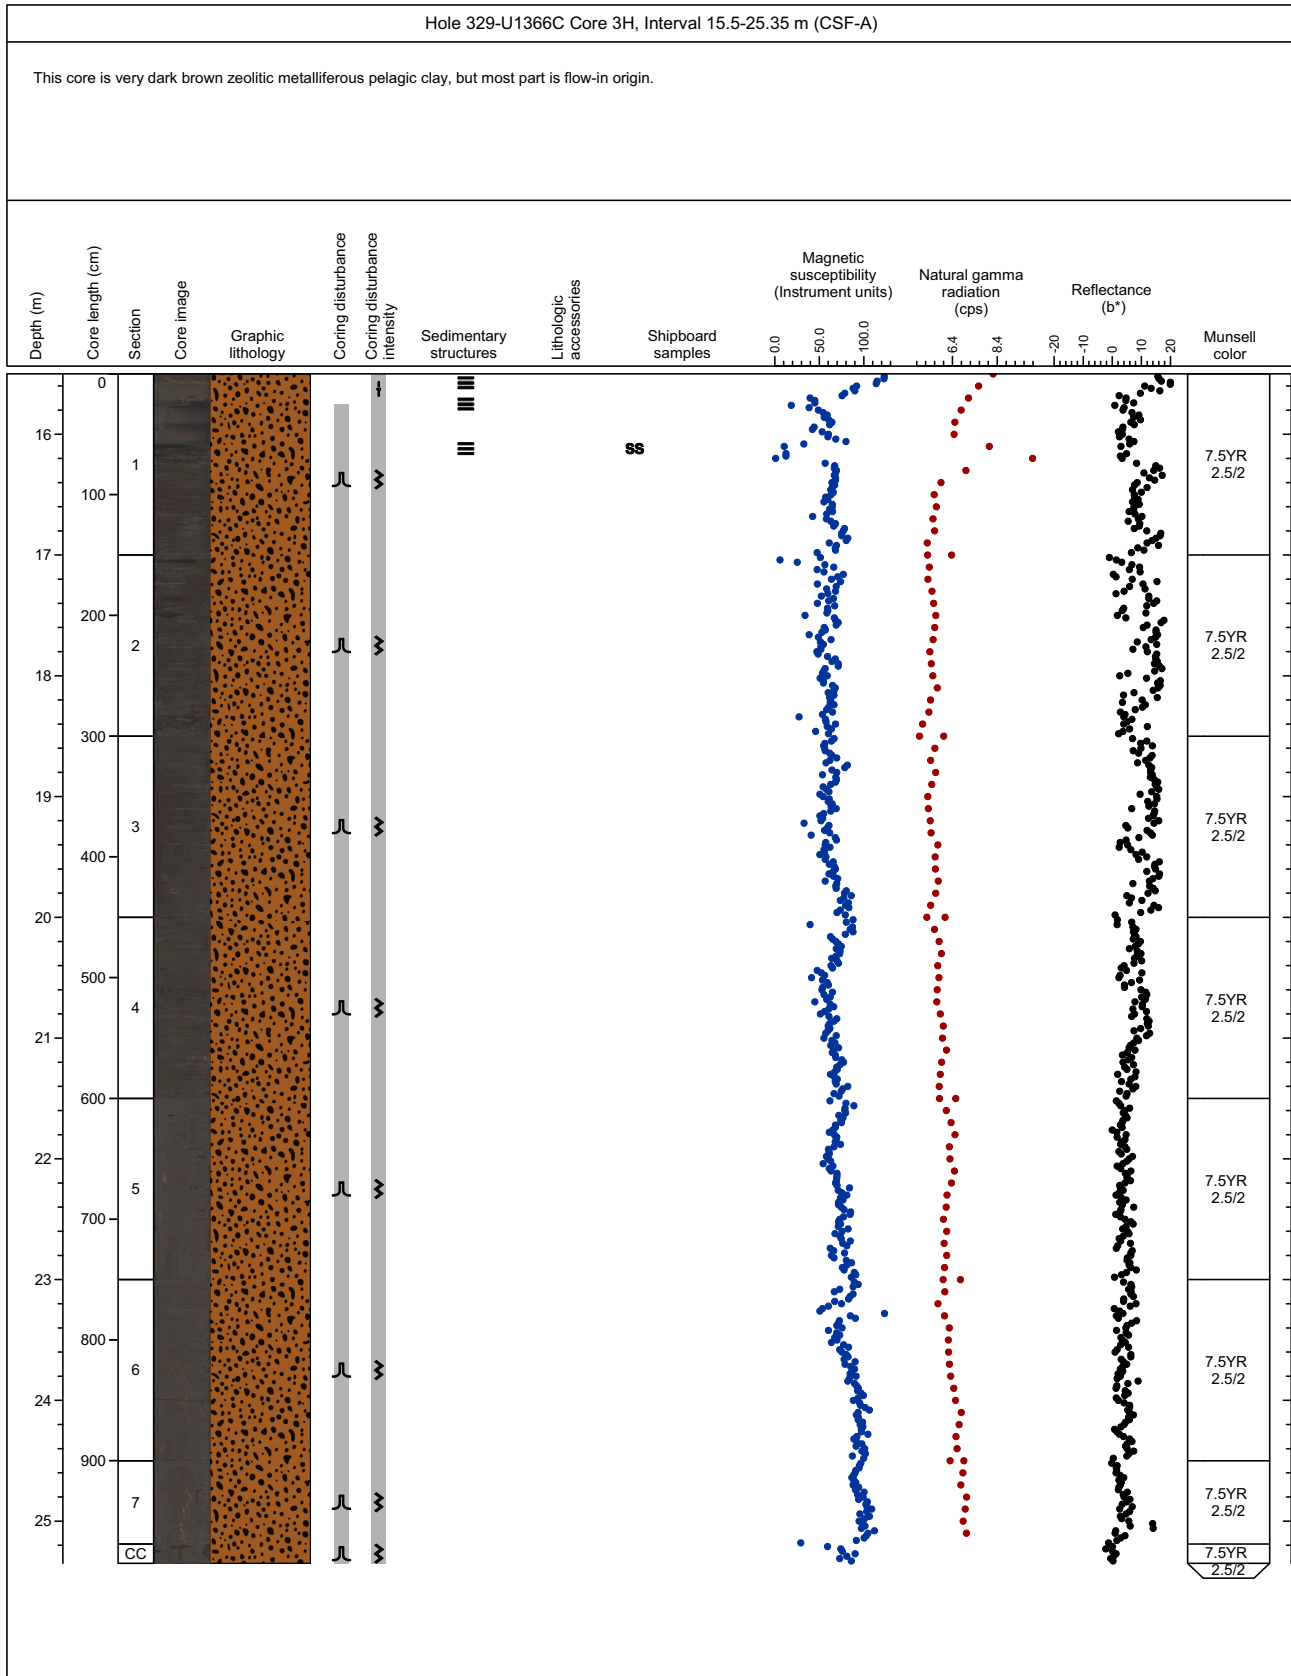 Hole 329-U1366C Core 3H, Interval 15.5-25.35 m (CSF-A)
This core is very dark brown zeolitic metalliferous pelagic clay, but most part is flow-in origin.
Depth (m)
Core length (cm)
Section
Core image
Graphic
lithology
Coring disturbance
Coring disturbance
intensity
Sedimentary
structures
Lithologic
accessories
Shipboard
samples
Magnetic
susceptibility
(Instrument units)
0.0
50.0
100.0
Natural gamma
radiation
(cps)
6.4
8.4
Reflectance
(b*)
-20
-10
0
10
20
Munsell
color
0
16
1
SS
7.5YR
2.5/2
100
17
200
2
7.5YR
2.5/2
18
300
19
3
7.5YR
2.5/2
400
20
500
4
7.5YR
2.5/2
21
600
22
5
7.5YR
2.5/2
700
23
800
6
7.5YR
2.5/2
24
900
7
7.5YR
2.5/2
25
CC
7.5YR
2.5/2